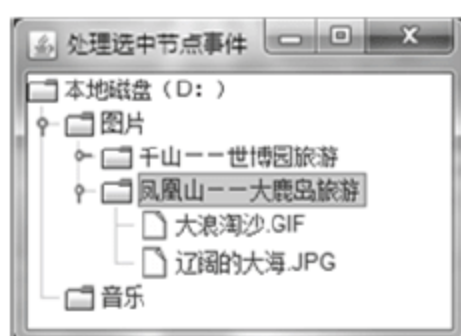 处理选中节点事件
本地磁盘（D：）
图片
千山－－世博园旅游
凤凰山－－大鹿岛旅游
大浪淘沙.GIF
辽阔的大海.JPG
音乐